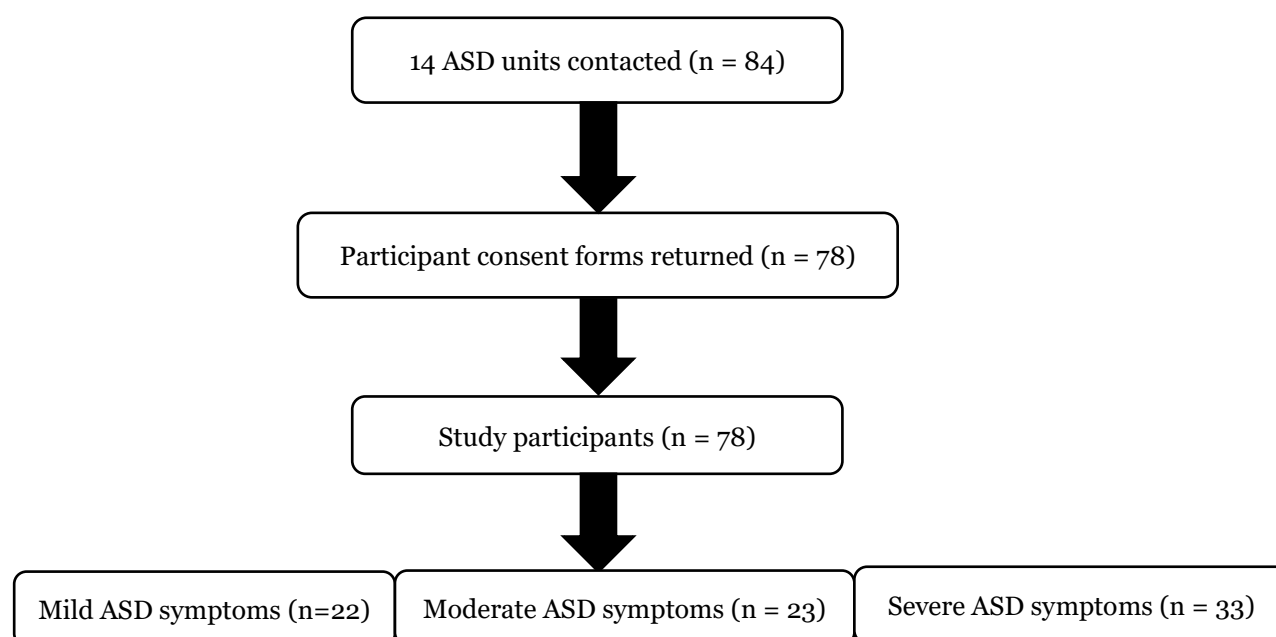 14 ASD units contacted (n = 84)
Participant consent forms returned (n = 78)
Study participants (n = 78)
Mild ASD symptoms (n=22)
Moderate ASD symptoms (n = 23)
Severe ASD symptoms (n = 33)